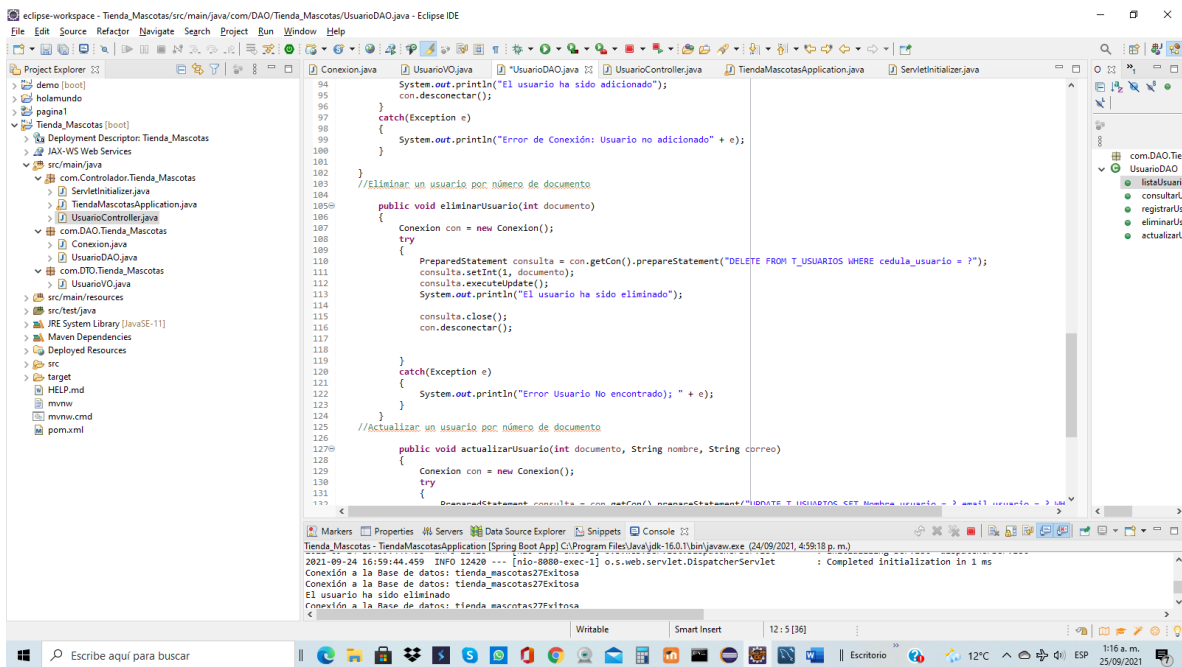 eclipse-workspace - Tienda_Mascotas/src/main/java/com/DAO/Tienda_Mascotas/UsuarioDAO.java - Eclipse IDE
File Edit Source Refactor Navigate Search Project Run Window Help
Project Explorer
Conexion.java
UsuarioVO.java
*UsuarioDAO.java
UsuarioController.java
TiendaMascotasApplication.java
ServletInitializer.java
demo [boot]
holamundo
pagina1
Tienda_Mascotas [boot]
Deployment Descriptor: Tienda_Mascotas
JAX-WS Web Services
src/main/java
com.Controlador.Tienda_Mascotas
ServletInitializer.java
TiendaMascotasApplication.java
UsuarioController.java
com.DAO.Tienda_Mascotas
Conexion.java
UsuarioDAO.java
com.DTO.Tienda_Mascotas
UsuarioVO.java
src/main/resources
src/test/java
JRE System Library [JavaSE-11]
Maven Dependencies
Deployed Resources
src
target
HELP.md
mvnw
mvnw.cmd
pom.xml
94 System.out.println("El usuario ha sido adicionado");
95 con.desconectar();
96 }
97 catch(Exception e)
98 {
99 System.out.println("Error de Conexión: Usuario no adicionado" + e);
100 }
101
102 }
103 //Eliminar un usuario por número de documento
104
105 public void eliminarUsuario(int documento)
106 {
107 Conexion con = new Conexion();
108 try
109 {
110 PreparedStatement consulta = con.getCon().prepareStatement("DELETE FROM T_USUARIOS WHERE cedula_usuario = ?");
111 consulta.setInt(1, documento);
112 consulta.executeUpdate();
113 System.out.println("El usuario ha sido eliminado");
114
115 consulta.close();
116 con.desconectar();
117
118
119 }
120 catch(Exception e)
121 {
122 System.out.println("Error Usuario No encontrado); " + e);
123 }
124 }
125 //Actualizar un usuario por número de documento
126
127 public void actualizarUsuario(int documento, String nombre, String correo)
128 {
129 Conexion con = new Conexion();
130 try
131 {
132 PreparedStatement consulta = con.getCon().prepareStatement("UPDATE T_USUARIOS SET Nombre_usuario = ?,email_usuario = ? WH
com.DAO.Tie
UsuarioDAO
listaUsuari
consultarU
registrarUs
eliminarUs
actualizarU
Markers Properties Servers Data Source Explorer Snippets Console
Tienda_Mascotas - TiendaMascotasApplication [Spring Boot App] C:\Program Files\Java\jdk-16.0.1\bin\javaw.exe (24/09/2021, 4:59:18 p. m.)
2021-09-24 16:59:44.459 INFO 12420 --- [nio-8080-exec-1] o.s.web.servlet.DispatcherServlet : Completed initialization in 1 ms
Conexión a la Base de datos: tienda_mascotas27Exitosa
Conexión a la Base de datos: tienda_mascotas27Exitosa
El usuario ha sido eliminado
Conexión a la Base de datos: tienda_mascotas27Exitosa
Writable
Smart Insert
12 : 5 [36]
Escribe aquí para buscar
Escritorio
12°C
ESP
1:16 a. m.
25/09/2021